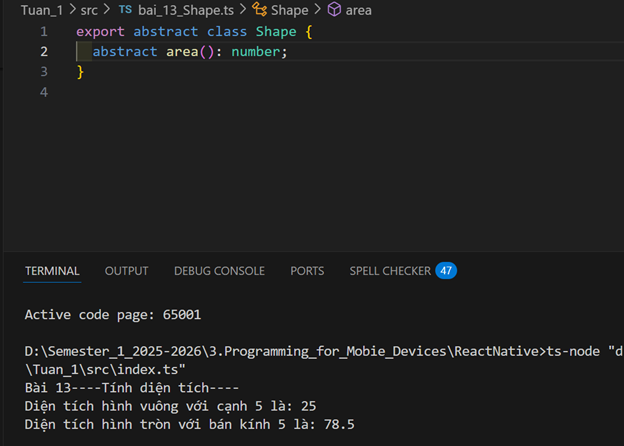 Tuan_1 > src > TS bai_13_Shape.ts > Shape > area
1 export abstract class Shape {
2   abstract area(): number;
3 }
4
TERMINAL OUTPUT DEBUG CONSOLE PORTS SPELL CHECKER 47
Active code page: 65001
D:\Semester_1_2025-2026\3.Programming_for_Mobie_Devices\ReactNative>ts-node "d
\Tuan_1\src\index.ts"
Bài 13----Tính diện tích----
Diện tích hình vuông với cạnh 5 là: 25
Diện tích hình tròn với bán kính 5 là: 78.5